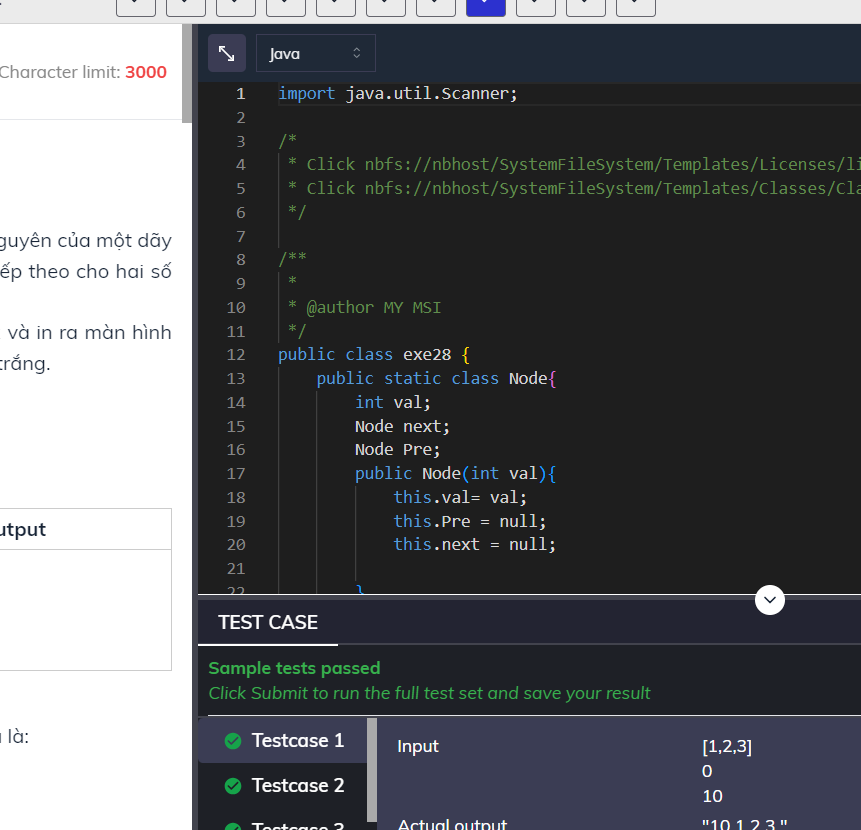 Character limit: 3000
guyên của một dãy
ếp theo cho hai số
và in ra màn hình
trắng.
utput
là:
Java
1 import java.util.Scanner;
2
3 /*
4 * Click nbfs://nbhost/SystemFileSystem/Templates/Licenses/li
5 * Click nbfs://nbhost/SystemFileSystem/Templates/Classes/Cla
6 */
7
8 /**
9 *
10 * @author MY MSI
11 */
12 public class exe28 {
13 public static class Node{
14 int val;
15 Node next;
16 Node Pre;
17 public Node(int val){
18 this.val= val;
19 this.Pre = null;
20 this.next = null;
21
22 }
TEST CASE
Sample tests passed
Click Submit to run the full test set and save your result
Testcase 1
Testcase 2
Testcase 3
Input [1,2,3]
0
10
Actual output "10 1 2 3 "